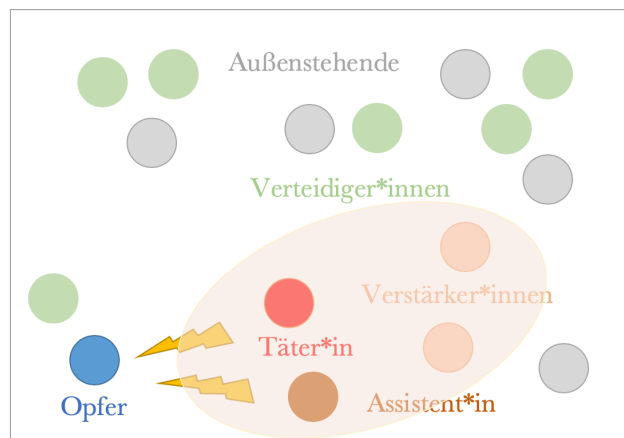 Außenstehende
Verteidiger*innen
Verstärker*innen
Täter*in
Opfer
Assistent*in